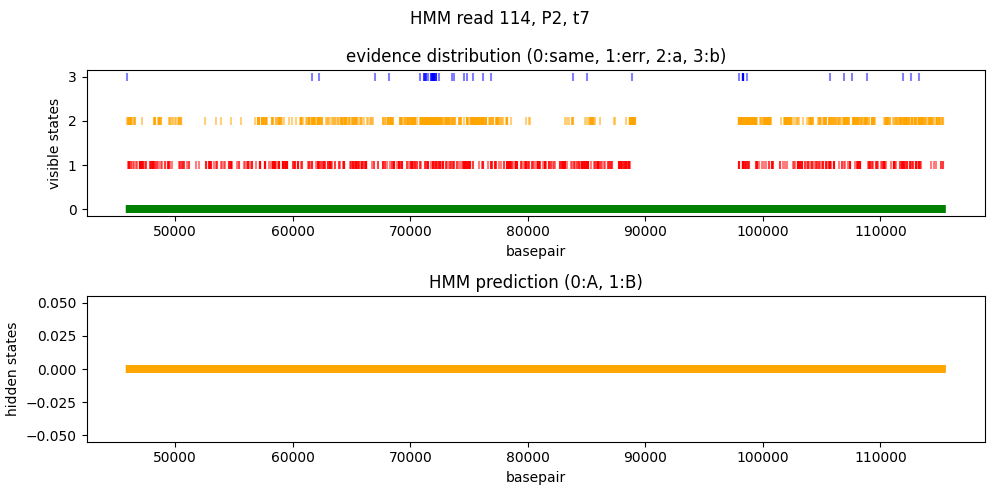 HMM read 114, P2, t7
evidence distribution (0:same, 1:err, 2:a, 3:b)
visible states
3
2
1
0
50000 60000 70000 80000 90000 100000 110000
basepair
HMM prediction (0:A, 1:B)
hidden states
0.050
0.025
0.000
−0.025
−0.050
50000 60000 70000 80000 90000 100000 110000
basepair